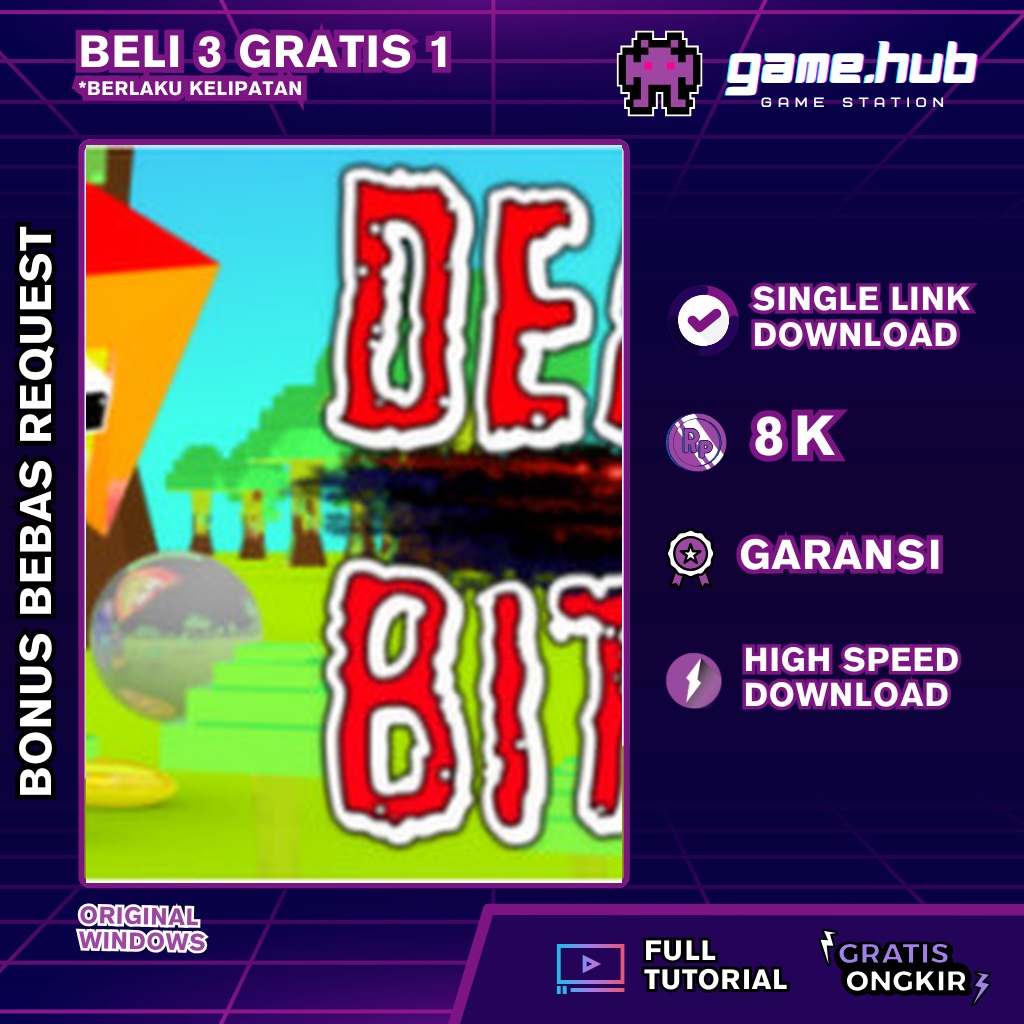 BELI 3 GRATIS 1
*BERLAKU KELIPATAN
game.hub
GAME STATION
BONUS BEBAS REQUEST
BIT
SINGLE LINK
DOWNLOAD
Rp
8K
GARANSI
HIGH SPEED
DOWNLOAD
ORIGINAL
WINDOWS
FULL
TUTORIAL
GRATIS
ONGKIR